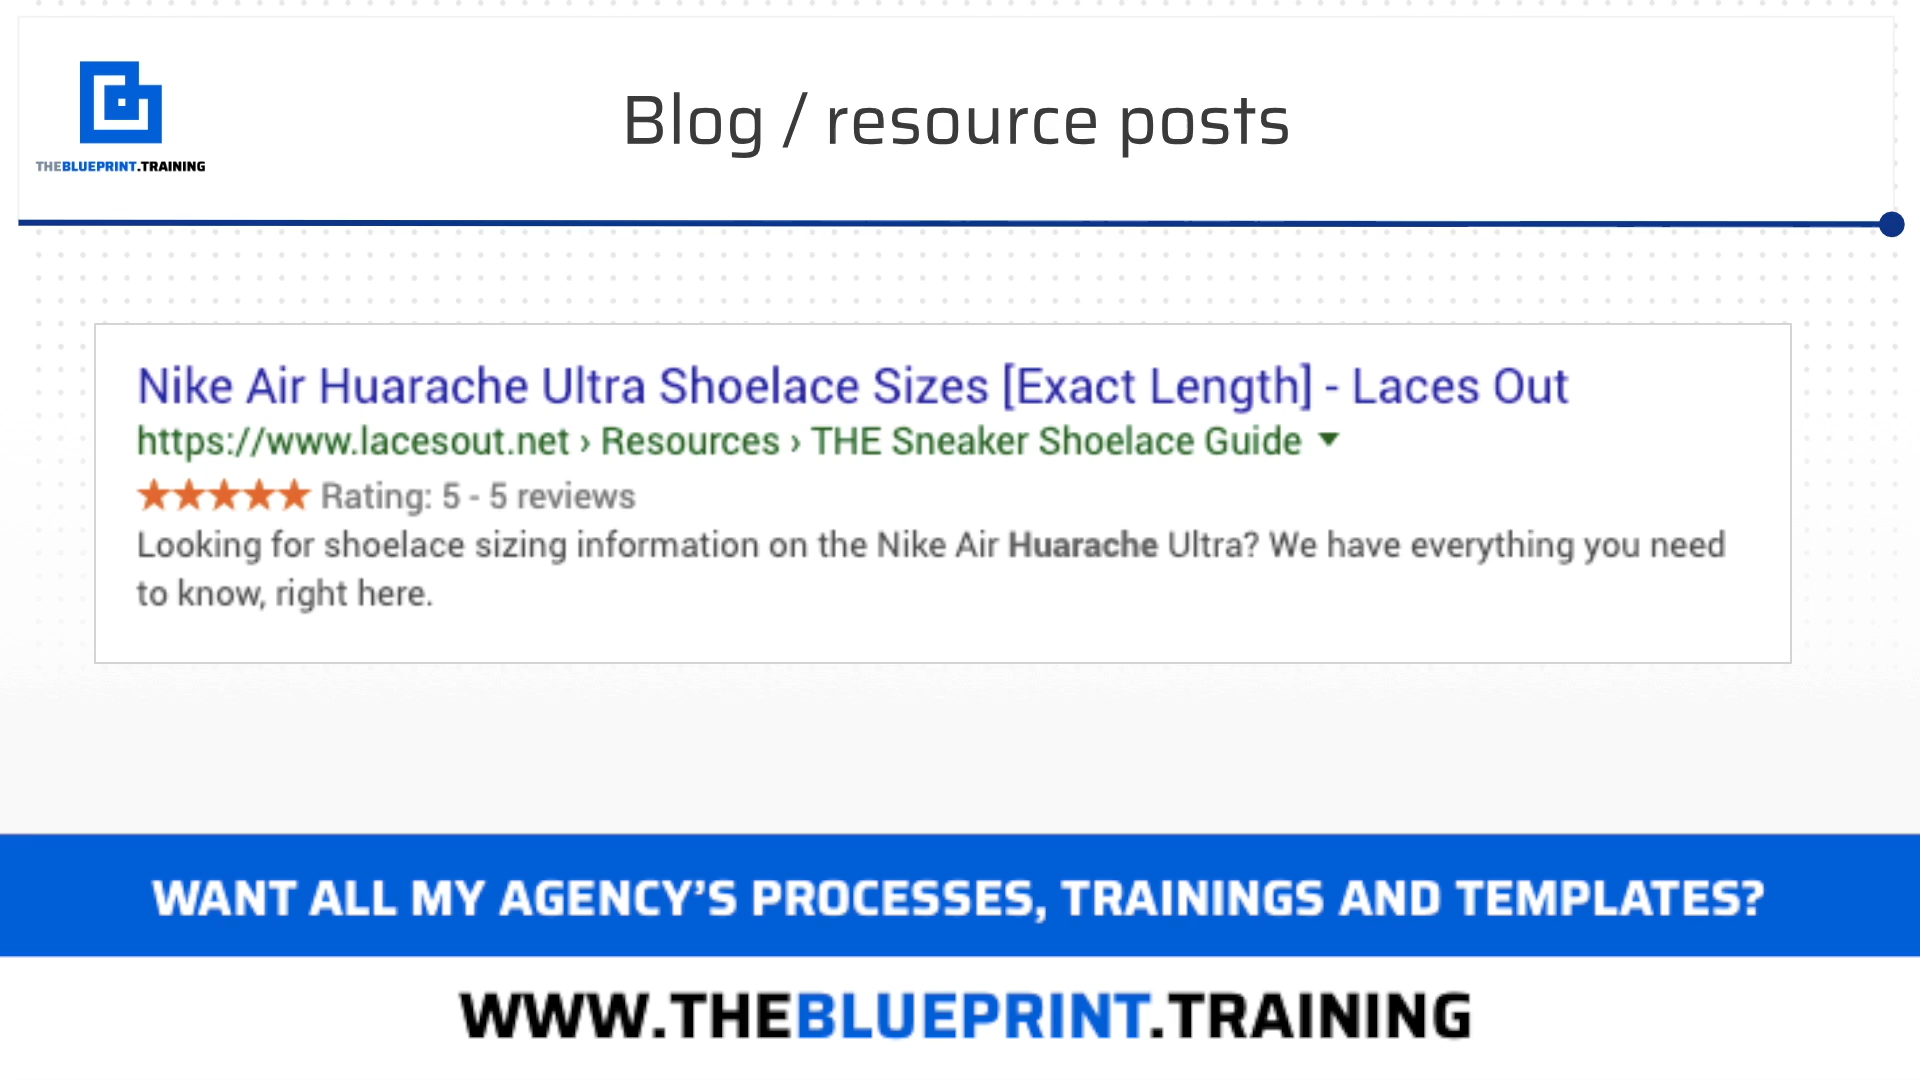 THEBLUEPRINT.TRAINING
Blog / resource posts
Nike Air Huarache Ultra Shoelace Sizes [Exact Length] - Laces Out
https://www.lacesout.net › Resources › THE Sneaker Shoelace Guide
Rating: 5 - 5 reviews
Looking for shoelace sizing information on the Nike Air Huarache Ultra? We have everything you need
to know, right here.
WANT ALL MY AGENCY’S PROCESSES, TRAININGS AND TEMPLATES?
WWW.THEBLUEPRINT.TRAINING